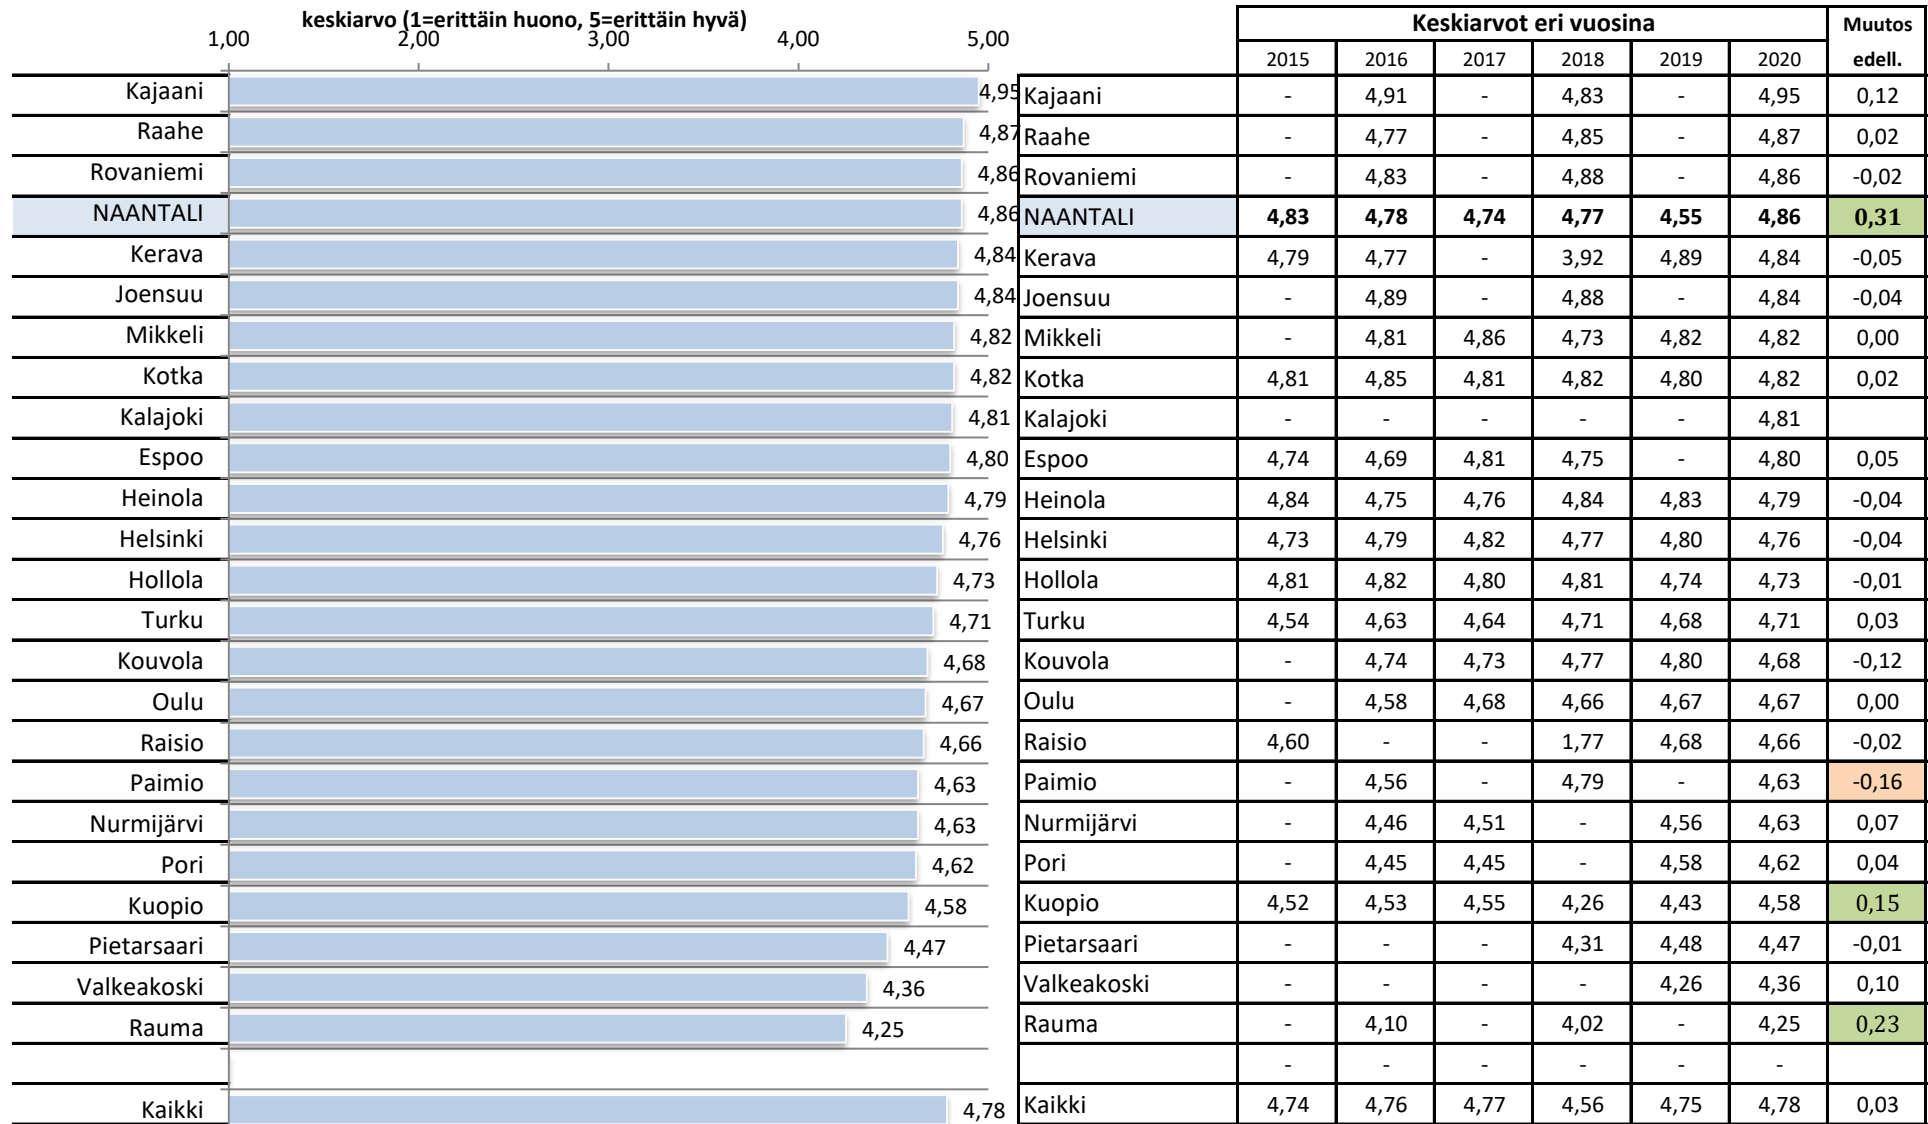 keskiarvo (1=erittäin huono, 5=erittäin hyvä)
1,00 2,00 3,00 4,00 5,00
Kajaani 4,95
Raahe 4,87
Rovaniemi 4,86
NAANTALI 4,86
Kerava 4,84
Joensuu 4,84
Mikkeli 4,82
Kotka 4,82
Kalajoki 4,81
Espoo 4,80
Heinola 4,79
Helsinki 4,76
Hollola 4,73
Turku 4,71
Kouvola 4,68
Oulu 4,67
Raisio 4,66
Paimio 4,63
Nurmijärvi 4,63
Pori 4,62
Kuopio 4,58
Pietarsaari 4,47
Valkeakoski 4,36
Rauma 4,25
Kaikki 4,78
Keskiarvot eri vuosina Muutos
2015 2016 2017 2018 2019 2020 edell.
Kajaani - 4,91 - 4,83 - 4,95 0,12
Raahe - 4,77 - 4,85 - 4,87 0,02
Rovaniemi - 4,83 - 4,88 - 4,86 -0,02
NAANTALI 4,83 4,78 4,74 4,77 4,55 4,86 0,31
Kerava 4,79 4,77 - 3,92 4,89 4,84 -0,05
Joensuu - 4,89 - 4,88 - 4,84 -0,04
Mikkeli - 4,81 4,86 4,73 4,82 4,82 0,00
Kotka 4,81 4,85 4,81 4,82 4,80 4,82 0,02
Kalajoki - - - - - 4,81
Espoo 4,74 4,69 4,81 4,75 - 4,80 0,05
Heinola 4,84 4,75 4,76 4,84 4,83 4,79 -0,04
Helsinki 4,73 4,79 4,82 4,77 4,80 4,76 -0,04
Hollola 4,81 4,82 4,80 4,81 4,74 4,73 -0,01
Turku 4,54 4,63 4,64 4,71 4,68 4,71 0,03
Kouvola - 4,74 4,73 4,77 4,80 4,68 -0,12
Oulu - 4,58 4,68 4,66 4,67 4,67 0,00
Raisio 4,60 - - 1,77 4,68 4,66 -0,02
Paimio - 4,56 - 4,79 - 4,63 -0,16
Nurmijärvi - 4,46 4,51 - 4,56 4,63 0,07
Pori - 4,45 4,45 - 4,58 4,62 0,04
Kuopio 4,52 4,53 4,55 4,26 4,43 4,58 0,15
Pietarsaari - - - 4,31 4,48 4,47 -0,01
Valkeakoski - - - - 4,26 4,36 0,10
Rauma - 4,10 - 4,02 - 4,25 0,23
- - - - - -
Kaikki 4,74 4,76 4,77 4,56 4,75 4,78 0,03